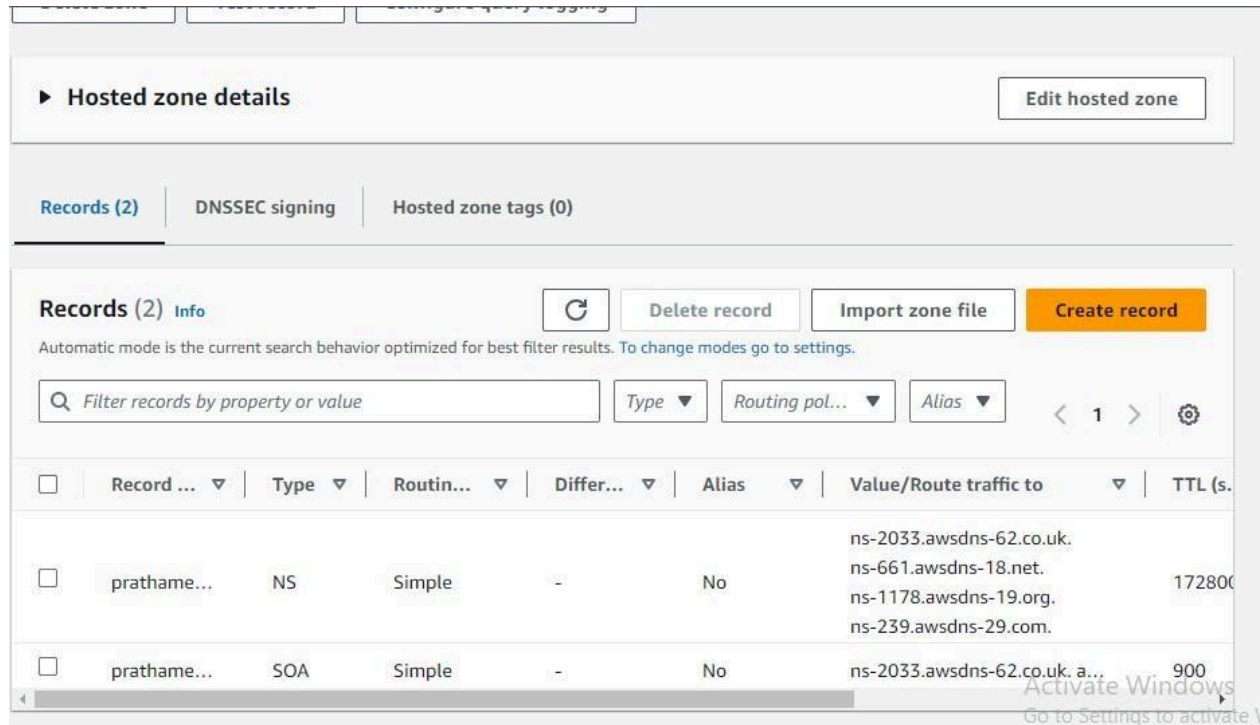 Hosted zone details
Edit hosted zone
Records (2)
DNSSEC signing
Hosted zone tags (0)
Records (2) Info
Delete record
Import zone file
Create record
Automatic mode is the current search behavior optimized for best filter results. To change modes go to settings.
Filter records by property or value
Type
Routing pol...
Alias
1
Record ...
Type
Routin...
Differ...
Alias
Value/Route traffic to
TTL (s.
prathame...
NS
Simple
-
No
ns-2033.awsdns-62.co.uk.
ns-661.awsdns-18.net.
ns-1178.awsdns-19.org.
ns-239.awsdns-29.com.
172800
prathame...
SOA
Simple
-
No
ns-2033.awsdns-62.co.uk. a...
900
Activate Windows
Go to Settings to activate